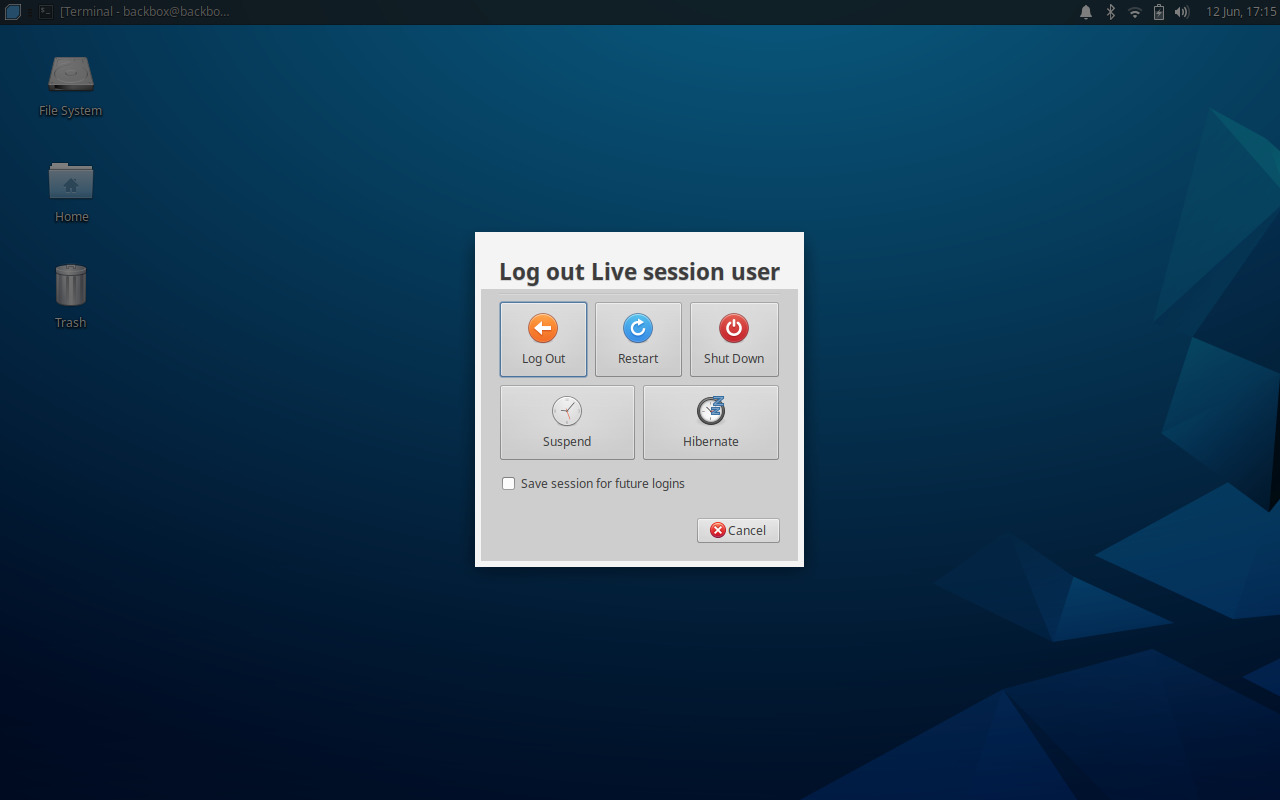 [Terminal - backbox@backbo...
12 Jun, 17:15
File System
Home
Trash
Log out Live session user
Log Out
Restart
Shut Down
Suspend
Hibernate
Save session for future logins
Cancel